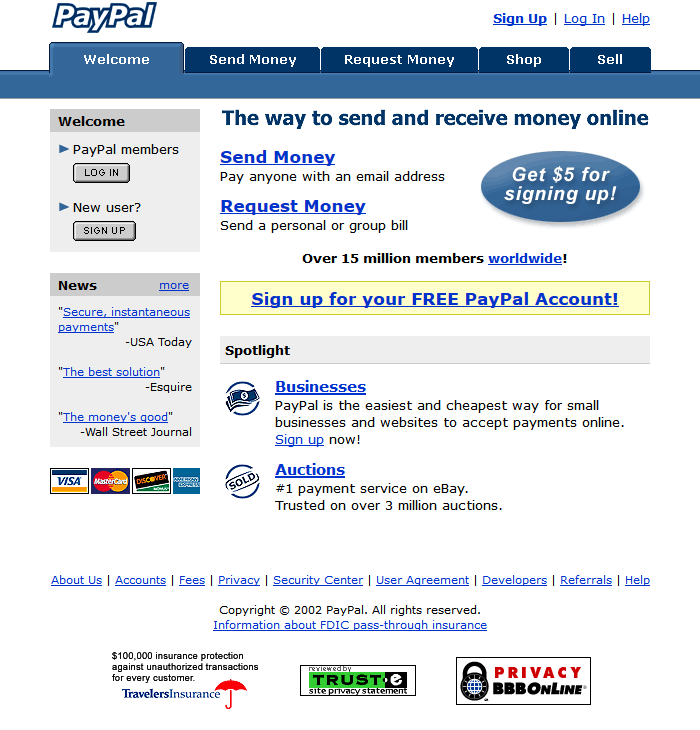 PayPal
Sign Up | Log In | Help
Welcome
Send Money
Request Money
Shop
Sell
Welcome
PayPal members
LOG IN
New user?
SIGN UP
News more
"Secure, instantaneous
payments"
-USA Today
"The best solution"
-Esquire
"The money's good"
-Wall Street Journal
VISA
MasterCard
DISCOVER
The way to send and receive money online
Send Money
Pay anyone with an email address
Request Money
Send a personal or group bill
Get $5 for
signing up!
Over 15 million members worldwide!
Sign up for your FREE PayPal Account!
Spotlight
Businesses
PayPal is the easiest and cheapest way for small
businesses and websites to accept payments online.
Sign up now!
SOLD
Auctions
#1 payment service on eBay.
Trusted on over 3 million auctions.
About Us | Accounts | Fees | Privacy | Security Center | User Agreement | Developers | Referrals | Help
Copyright © 2002 PayPal. All rights reserved.
Information about FDIC pass-through insurance
$100,000 insurance protection
against unauthorized transactions
for every customer.
TravelersInsurance
reviewed by
TRUST·e
site privacy statement
PRIVACY
BBBONLINE